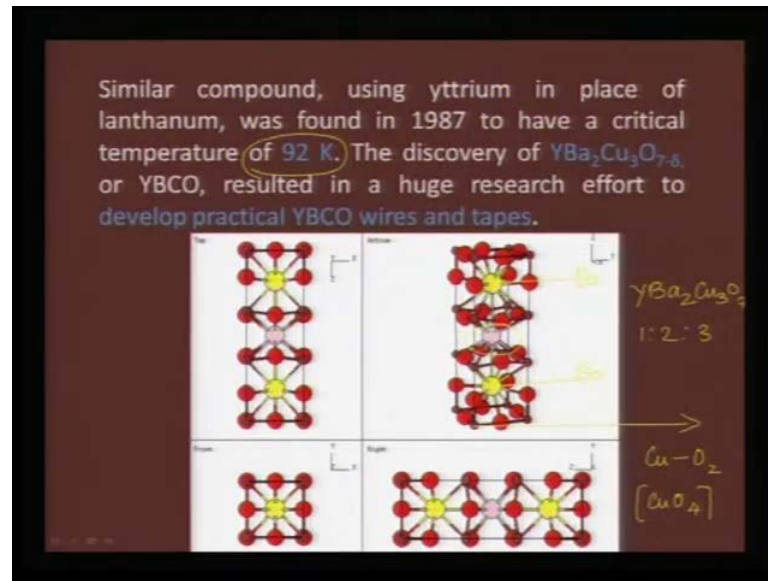 Similar compound, using yttrium in place of
lanthanum, was found in 1987 to have a critical
temperature of 92 K. The discovery of YBa₂Cu₃O₇₋δ,
or YBCO, resulted in a huge research effort to
develop practical YBCO wires and tapes.
Ba
YBa₂Cu₃O₇
1:2:3
Ba
Cu-O₂
[CuO₄]